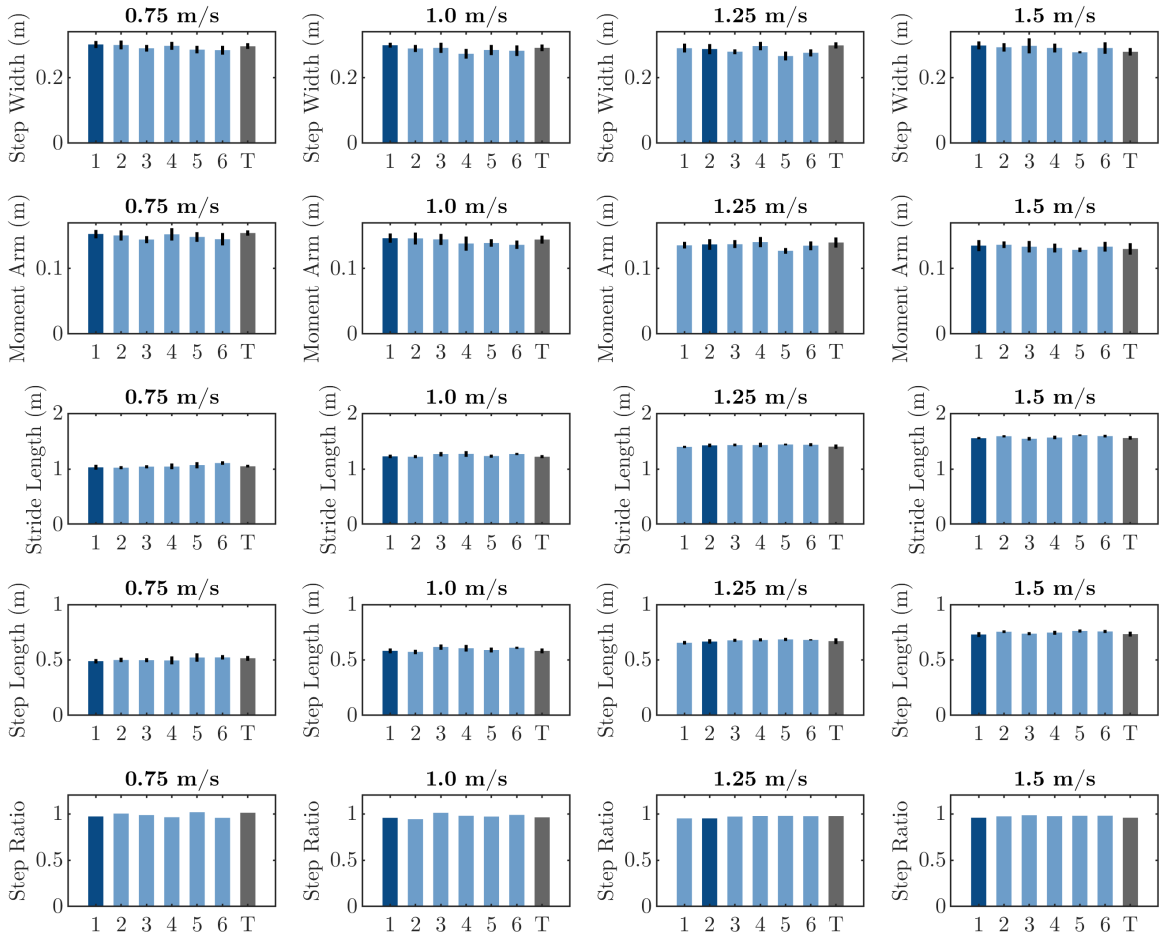 0.75 m/s 1.0 m/s 1.25 m/s 1.5 m/s
Step Width (m) 0.2 0 Step Width (m) 0.2 0 Step Width (m) 0.2 0 Step Width (m) 0.2 0
1 2 3 4 5 6 T 1 2 3 4 5 6 T 1 2 3 4 5 6 T 1 2 3 4 5 6 T
0.75 m/s 1.0 m/s 1.25 m/s 1.5 m/s
Moment Arm (m) 0.1 0 Moment Arm (m) 0.1 0 Moment Arm (m) 0.1 0 Moment Arm (m) 0.1 0
1 2 3 4 5 6 T 1 2 3 4 5 6 T 1 2 3 4 5 6 T 1 2 3 4 5 6 T
0.75 m/s 1.0 m/s 1.25 m/s 1.5 m/s
Stride Length (m) 2 1 0 Stride Length (m) 2 1 0 Stride Length (m) 2 1 0 Stride Length (m) 2 1 0
1 2 3 4 5 6 T 1 2 3 4 5 6 T 1 2 3 4 5 6 T 1 2 3 4 5 6 T
0.75 m/s 1.0 m/s 1.25 m/s 1.5 m/s
Step Length (m) 1 0.5 0 Step Length (m) 1 0.5 0 Step Length (m) 1 0.5 0 Step Length (m) 1 0.5 0
1 2 3 4 5 6 T 1 2 3 4 5 6 T 1 2 3 4 5 6 T 1 2 3 4 5 6 T
0.75 m/s 1.0 m/s 1.25 m/s 1.5 m/s
Step Ratio 1 0.5 0 Step Ratio 1 0.5 0 Step Ratio 1 0.5 0 Step Ratio 1 0.5 0
1 2 3 4 5 6 T 1 2 3 4 5 6 T 1 2 3 4 5 6 T 1 2 3 4 5 6 T